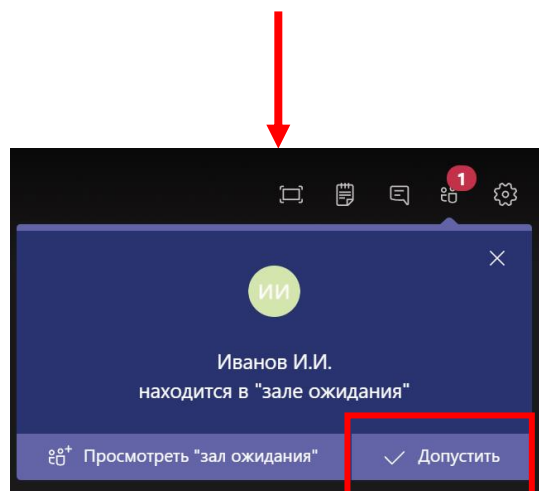 1
ИИ
Иванов И.И.
находится в "зале ожидания"
Просмотреть "зал ожидания"
Допустить